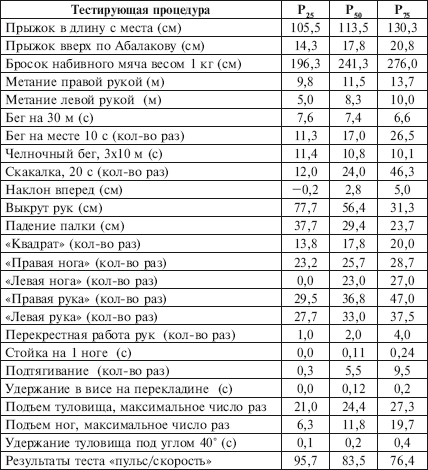 Тестирующая процедура P25 P50 P75
Прыжок в длину с места (см) 105,5 113,5 130,3
Прыжок вверх по Абалакову (см) 14,3 17,8 20,8
Бросок набивного мяча весом 1 кг (см) 196,3 241,3 276,0
Метание правой рукой (м) 9,8 11,5 13,7
Метание левой рукой (м) 5,0 8,3 10,0
Бег на 30 м (с) 7,6 7,4 6,6
Бег на месте 10 с (кол-во раз) 11,3 17,0 26,5
Челночный бег, 3х10 м (с) 11,4 10,8 10,1
Скакалка, 20 с (кол-во раз) 12,0 24,0 46,3
Наклон вперед (см) −0,2 2,8 5,0
Выкрут рук (см) 77,7 56,4 31,3
Падение палки (см) 37,7 29,4 23,7
«Квадрат» (кол-во раз) 13,8 17,8 20,0
«Правая нога» (кол-во раз) 23,2 25,7 28,7
«Левая нога» (кол-во раз) 0,0 23,0 27,0
«Правая рука» (кол-во раз) 29,5 36,8 47,0
«Левая рука» (кол-во раз) 27,7 33,0 37,5
Перекрестная работа рук (кол-во раз) 1,0 2,0 4,0
Стойка на 1 ноге (с) 0,0 0,11 0,24
Подтягивание (кол-во раз) 0,3 5,5 9,5
Удержание в висе на перекладине (с) 0,0 0,12 0,2
Подъем туловища, максимальное число раз 21,0 24,4 27,3
Подъем ног, максимальное число раз 6,3 11,8 19,7
Удержание туловища под углом 40° (с) 0,1 0,2 0,4
Результаты теста «пульс/скорость» 95,7 83,5 76,4